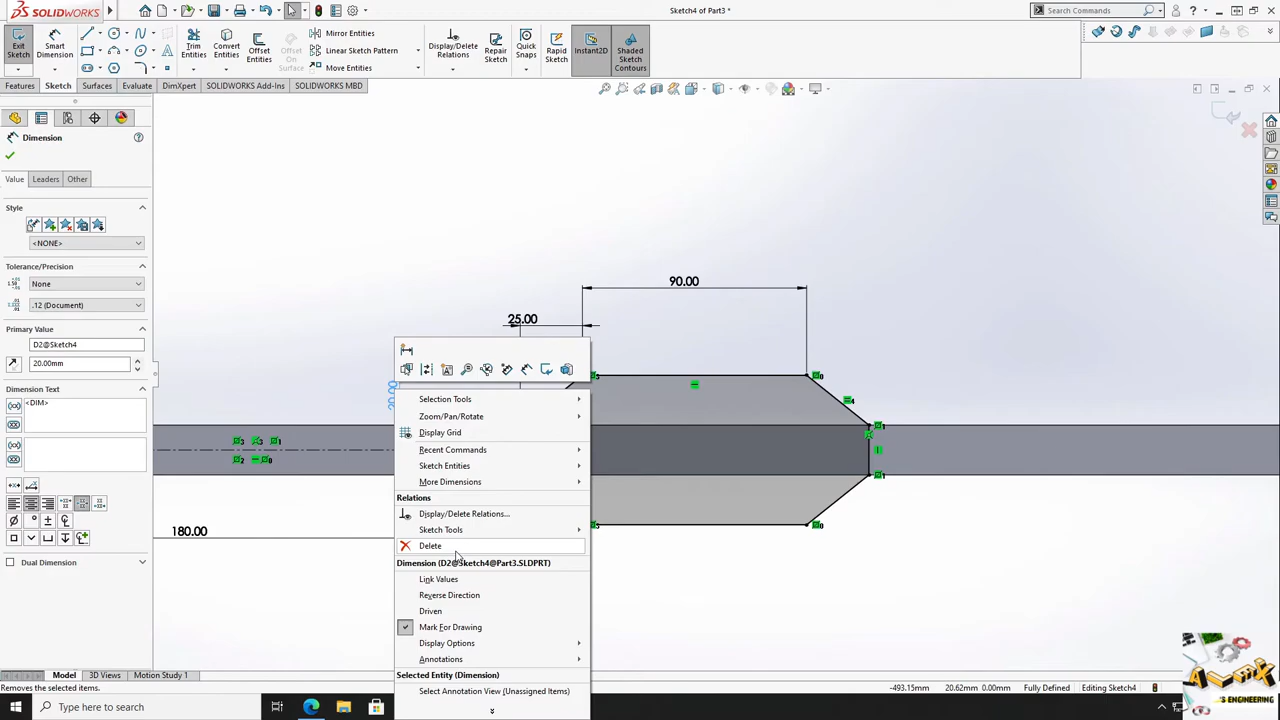 SOLIDWORKS
Sketch4 of Part3 *
Search Commands
Exit Sketch
Smart Dimension
Trim Entities
Convert Entities
Offset Entities
Offset On Surface
Mirror Entities
Linear Sketch Pattern
Move Entities
Display/Delete Relations
Repair Sketch
Quick Snaps
Rapid Sketch
Instant2D
Shaded Sketch Contours
Features
Sketch
Surfaces
Evaluate
DimXpert
SOLIDWORKS Add-Ins
SOLIDWORKS MBD
Dimension
Value
Leaders
Other
Style
<NONE>
Tolerance/Precision
None
.12 (Document)
Primary Value
D2@Sketch4
20.00mm
Dimension Text
<DIM>
Dual Dimension
90.00
25.00
20.00
180.00
Selection Tools
Zoom/Pan/Rotate
Display Grid
Recent Commands
Sketch Entities
More Dimensions
Relations
Display/Delete Relations...
Sketch Tools
Delete
Dimension (D2@Sketch4@Part3.SLDPRT)
Link Values
Reverse Direction
Driven
Mark For Drawing
Display Options
Annotations
Selected Entity (Dimension)
Select Annotation View (Unassigned Items)
Model
3D Views
Motion Study 1
Removes the selected items.
-493.15mm
20.62mm
0.00mm
Fully Defined
Editing Sketch4
Type here to search
'S ENGINEERING